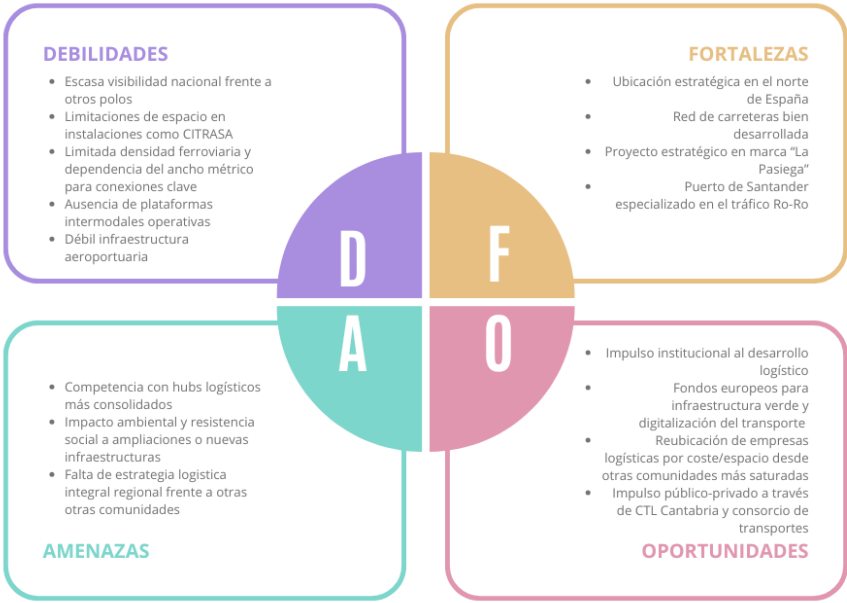 DEBILIDADES
• Escasa visibilidad nacional frente a
otros polos
• Limitaciones de espacio en
instalaciones como CITRASA
• Limitada densidad ferroviaria y
dependencia del ancho métrico
para conexiones clave
• Ausencia de plataformas
intermodales operativas
• Débil infraestructura
aeroportuaria
FORTALEZAS
• Ubicación estratégica en el norte
de España
• Red de carreteras bien
desarrollada
• Proyecto estratégico en marca “La
Pasiega”
• Puerto de Santander
especializado en el tráfico Ro-Ro
D
F
A
O
• Competencia con hubs logísticos
más consolidados
• Impacto ambiental y resistencia
social a ampliaciones o nuevas
infraestructuras
• Falta de estrategia logistica
integral regional frente a otras
otras comunidades
AMENAZAS
• Impulso institucional al desarrollo
logístico
• Fondos europeos para
infraestructura verde y
digitalización del transporte
• Reubicación de empresas
logísticas por coste/espacio desde
otras comunidades más saturadas
• Impulso público-privado a través
de CTL Cantabria y consorcio de
transportes
OPORTUNIDADES